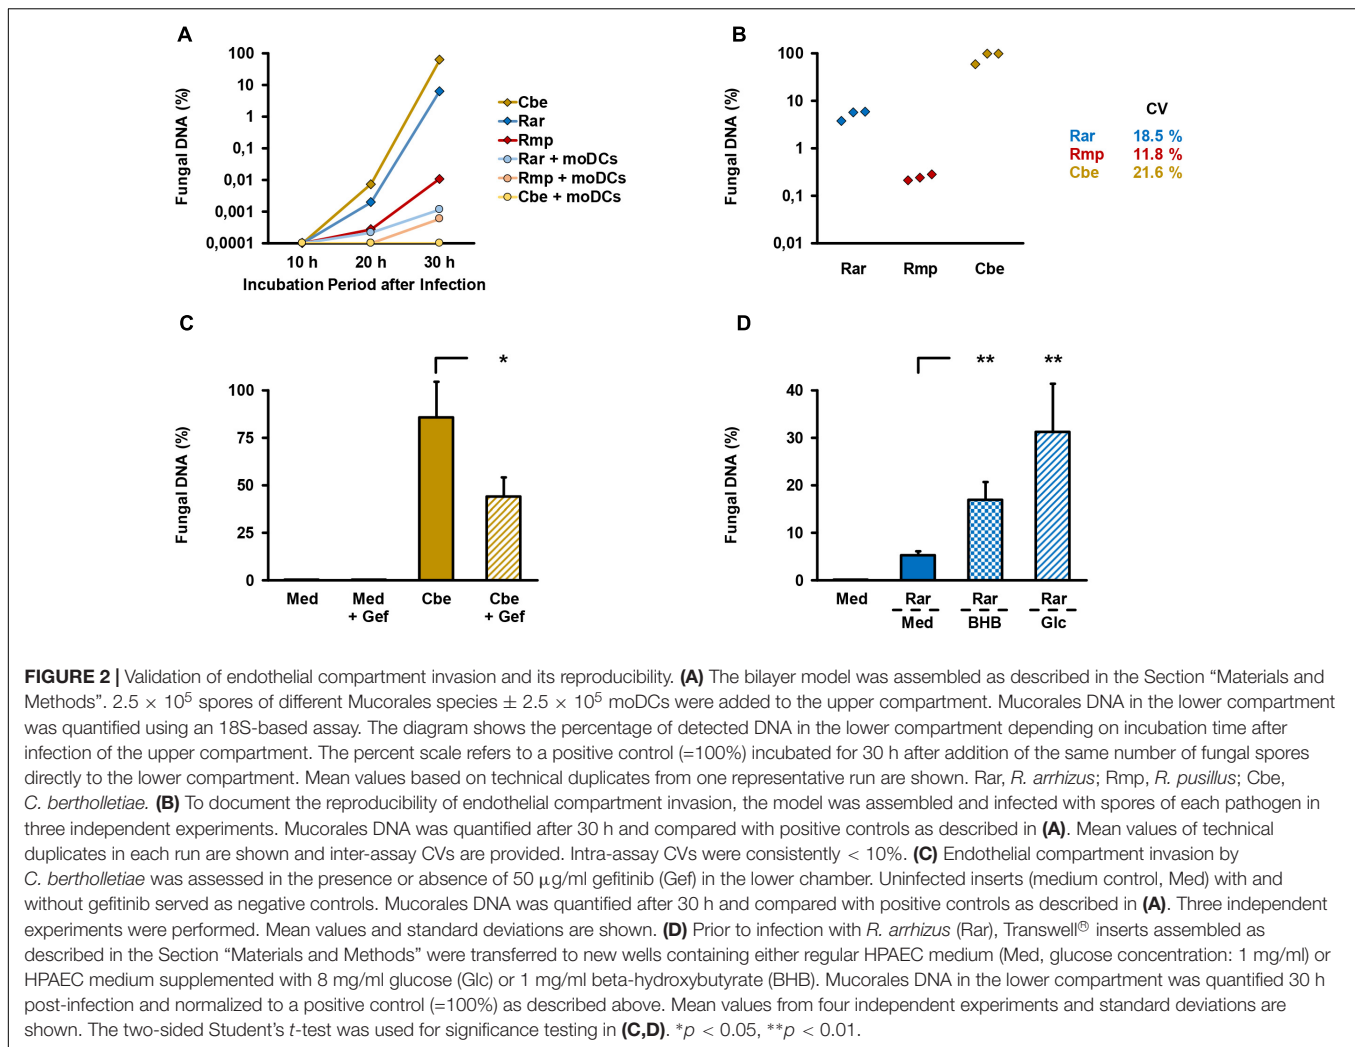 A
Fungal DNA (%)
100
10
1
0,1
0,01
0,001
0,0001
10 h 20 h 30 h
Incubation Period after Infection
Cbe
Rar
Rmp
Rar + moDCs
Rmp + moDCs
Cbe + moDCs
B
Fungal DNA (%)
100
10
1
0,1
0,01
Rar Rmp Cbe
CV
Rar 18.5 %
Rmp 11.8 %
Cbe 21.6 %
C
Fungal DNA (%)
100
75
50
25
0
*
Med Med + Gef Cbe Cbe + Gef
D
Fungal DNA (%)
40
30
20
10
0
** **
Med Rar Rar Rar
Med BHB Glc
FIGURE 2 | Validation of endothelial compartment invasion and its reproducibility. (A) The bilayer model was assembled as described in the Section “Materials and
Methods”. 2.5 × 10⁵ spores of different Mucorales species ± 2.5 × 10⁵ moDCs were added to the upper compartment. Mucorales DNA in the lower compartment
was quantified using an 18S-based assay. The diagram shows the percentage of detected DNA in the lower compartment depending on incubation time after
infection of the upper compartment. The percent scale refers to a positive control (=100%) incubated for 30 h after addition of the same number of fungal spores
directly to the lower compartment. Mean values based on technical duplicates from one representative run are shown. Rar, R. arrhizus; Rmp, R. pusillus; Cbe,
C. bertholletiae. (B) To document the reproducibility of endothelial compartment invasion, the model was assembled and infected with spores of each pathogen in
three independent experiments. Mucorales DNA was quantified after 30 h and compared with positive controls as described in (A). Mean values of technical
duplicates in each run are shown and inter-assay CVs are provided. Intra-assay CVs were consistently < 10%. (C) Endothelial compartment invasion by
C. bertholletiae was assessed in the presence or absence of 50 μg/ml gefitinib (Gef) in the lower chamber. Uninfected inserts (medium control, Med) with and
without gefitinib served as negative controls. Mucorales DNA was quantified after 30 h and compared with positive controls as described in (A). Three independent
experiments were performed. Mean values and standard deviations are shown. (D) Prior to infection with R. arrhizus (Rar), Transwell® inserts assembled as
described in the Section “Materials and Methods” were transferred to new wells containing either regular HPAEC medium (Med, glucose concentration: 1 mg/ml) or
HPAEC medium supplemented with 8 mg/ml glucose (Glc) or 1 mg/ml beta-hydroxybutyrate (BHB). Mucorales DNA in the lower compartment was quantified 30 h
post-infection and normalized to a positive control (=100%) as described above. Mean values from four independent experiments and standard deviations are
shown. The two-sided Student’s t-test was used for significance testing in (C,D). *p < 0.05, **p < 0.01.